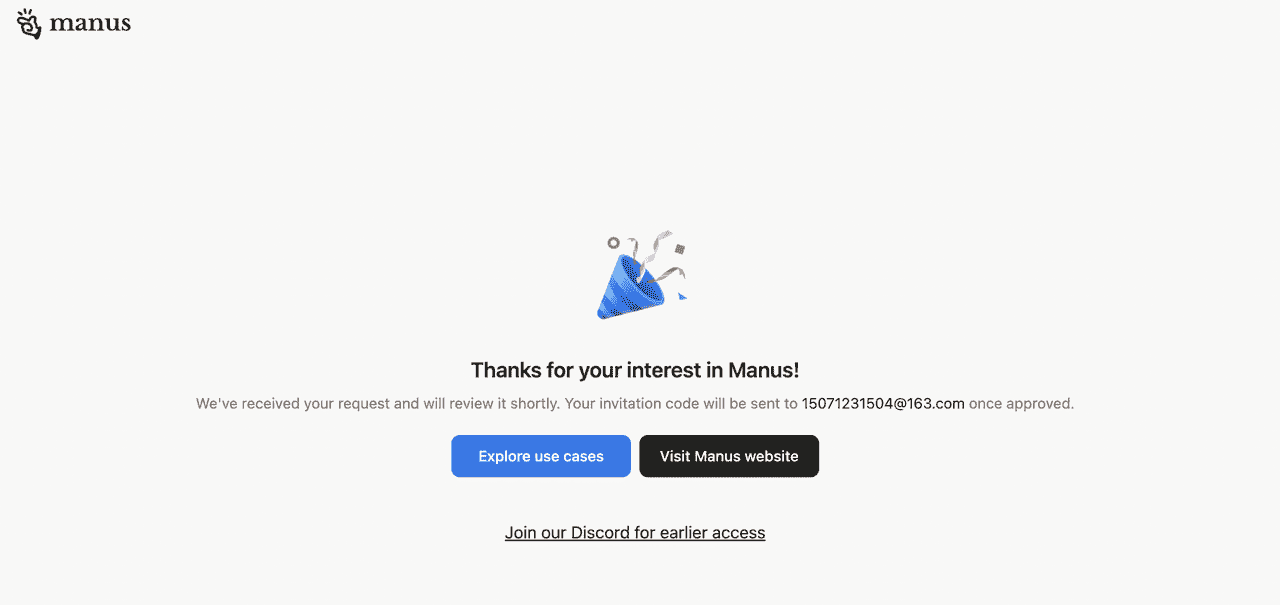 manus
Thanks for your interest in Manus!
We've received your request and will review it shortly. Your invitation code will be sent to 15071231504@163.com once approved.
Explore use cases
Visit Manus website
Join our Discord for earlier access